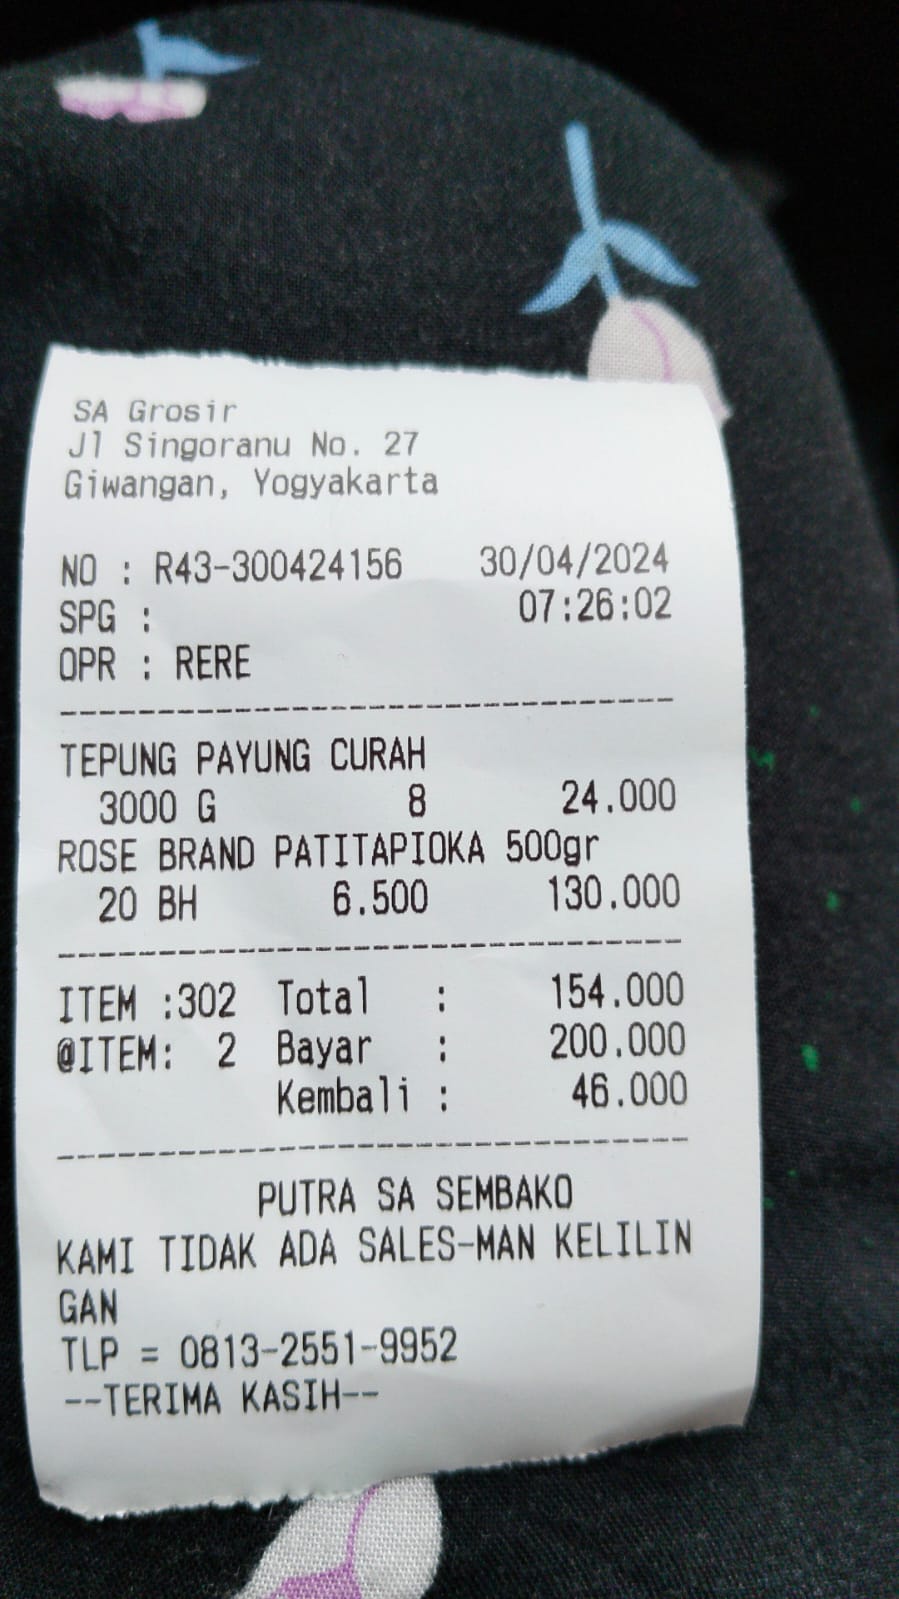 SA Grosir
Jl Singoranu No. 27
Giwangan, Yogyakarta
NO : R43-300424156 30/04/2024
SPG : 07:26:02
OPR : RERE
--------------------------------
TEPUNG PAYUNG CURAH
3000 G 8 24.000
ROSE BRAND PATITAPIOKA 500gr
20 BH 6.500 130.000
--------------------------------
ITEM :302 Total : 154.000
@ITEM: 2 Bayar : 200.000
Kembali : 46.000
--------------------------------
PUTRA SA SEMBAKO
KAMI TIDAK ADA SALES-MAN KELILIN
GAN
TLP = 0813-2551-9952
--TERIMA KASIH--